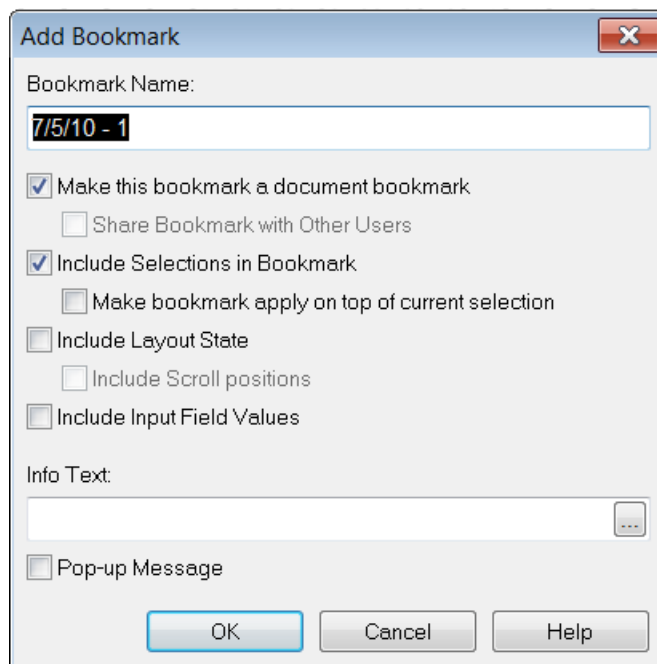 Add Bookmark
Bookmark Name:
7/5/10 - 1
Make this bookmark a document bookmark
Share Bookmark with Other Users
Include Selections in Bookmark
Make bookmark apply on top of current selection
Include Layout State
Include Scroll positions
Include Input Field Values
Info Text:
...
Pop-up Message
OK Cancel Help